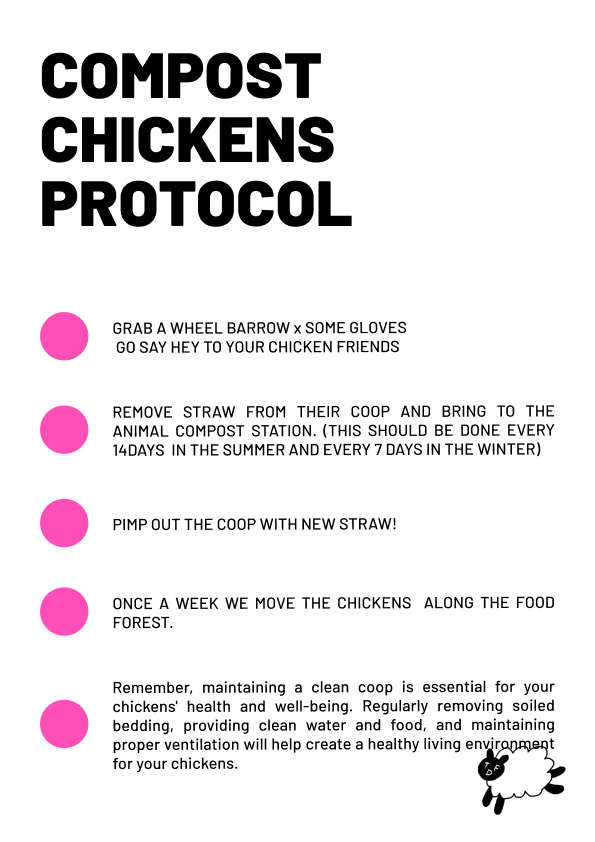 COMPOST
CHICKENS
PROTOCOL
GRAB A WHEEL BARROW x SOME GLOVES
GO SAY HEY TO YOUR CHICKEN FRIENDS
REMOVE STRAW FROM THEIR COOP AND BRING TO THE
ANIMAL COMPOST STATION. (THIS SHOULD BE DONE EVERY
14DAYS IN THE SUMMER AND EVERY 7 DAYS IN THE WINTER)
PIMP OUT THE COOP WITH NEW STRAW!
ONCE A WEEK WE MOVE THE CHICKENS ALONG THE FOOD
FOREST.
Remember, maintaining a clean coop is essential for your
chickens' health and well-being. Regularly removing soiled
bedding, providing clean water and food, and maintaining
proper ventilation will help create a healthy living environment
for your chickens.
TDF